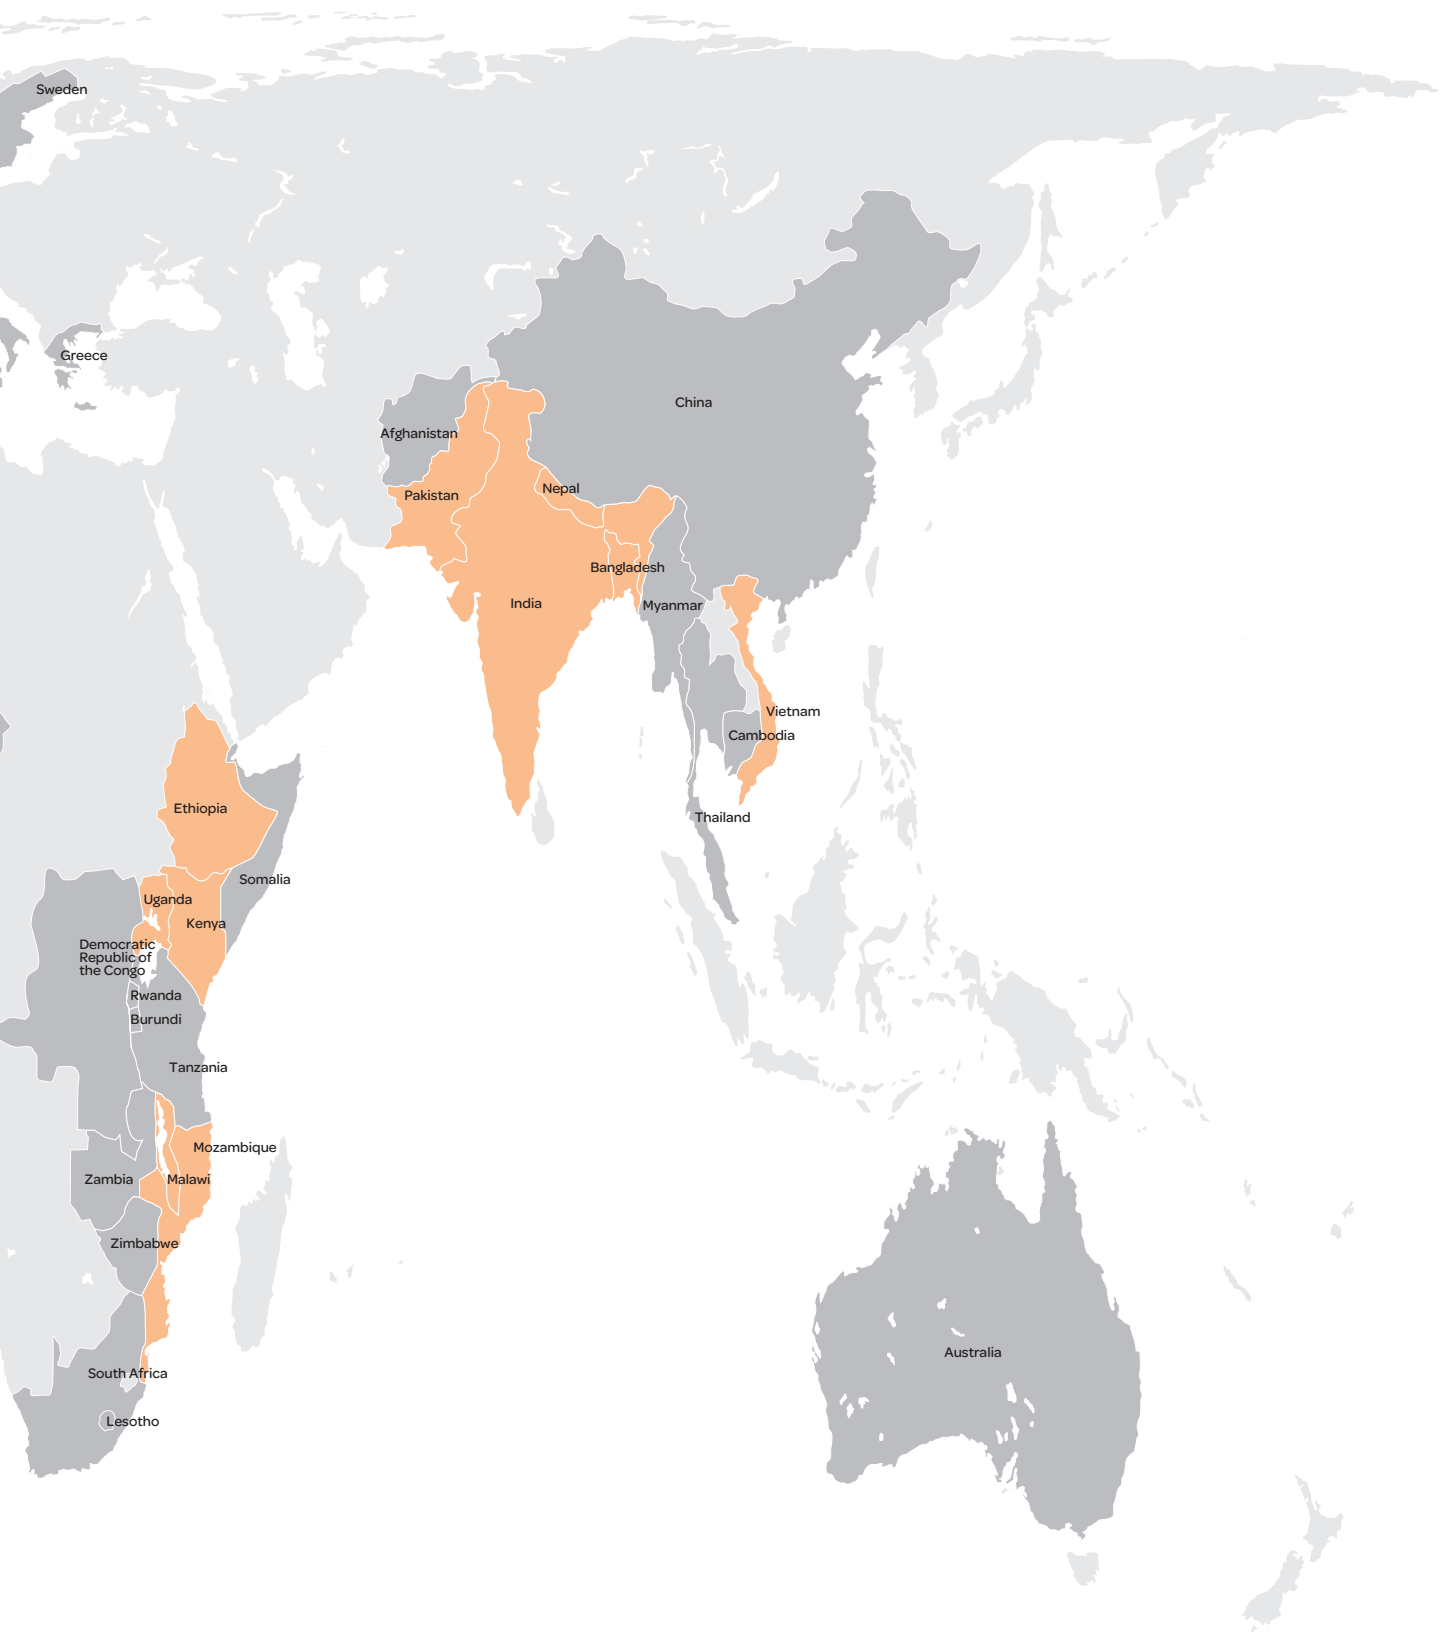 Sweden
Greece
China
Afghanistan
Nepal
Pakistan
Bangladesh
India
Myanmar
Vietnam
Cambodia
Ethiopia
Thailand
Somalia
Uganda
Kenya
Democratic
Republic of
the Congo
Rwanda
Burundi
Tanzania
Mozambique
Zambia
Malawi
Zimbabwe
Australia
South Africa
Lesotho